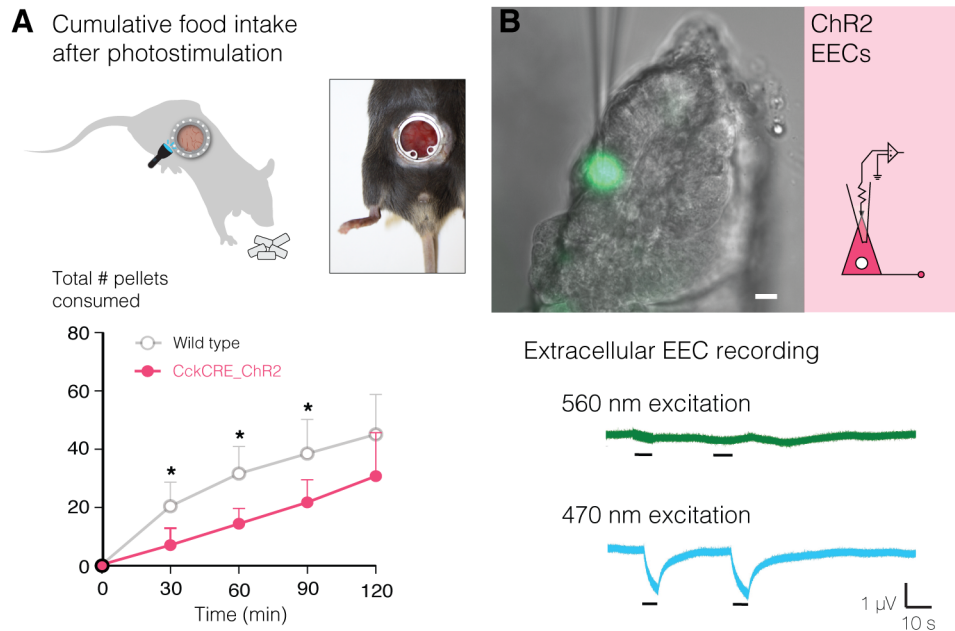 A
Cumulative food intake
after photostimulation
Total # pellets
consumed
80
60
40
20
0
Wild type
CckCRE_ChR2
*
*
*
0
30
60
90
120
Time (min)
B
ChR2
EECs
Extracellular EEC recording
560 nm excitation
470 nm excitation
1 µV
10 s